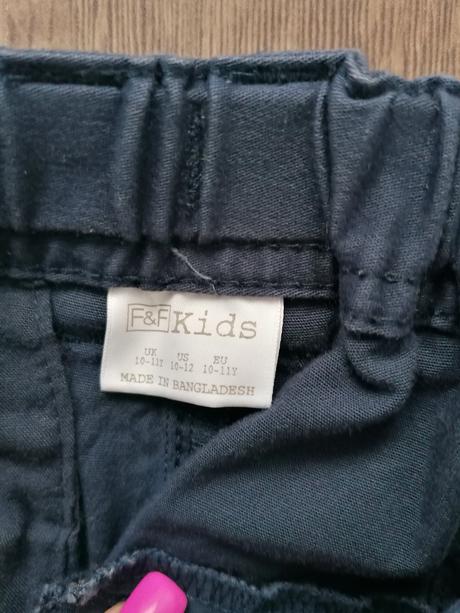 F&F Kids
UK US EU
10-11Y 10-12 10-11Y
MADE IN BANGLADESH